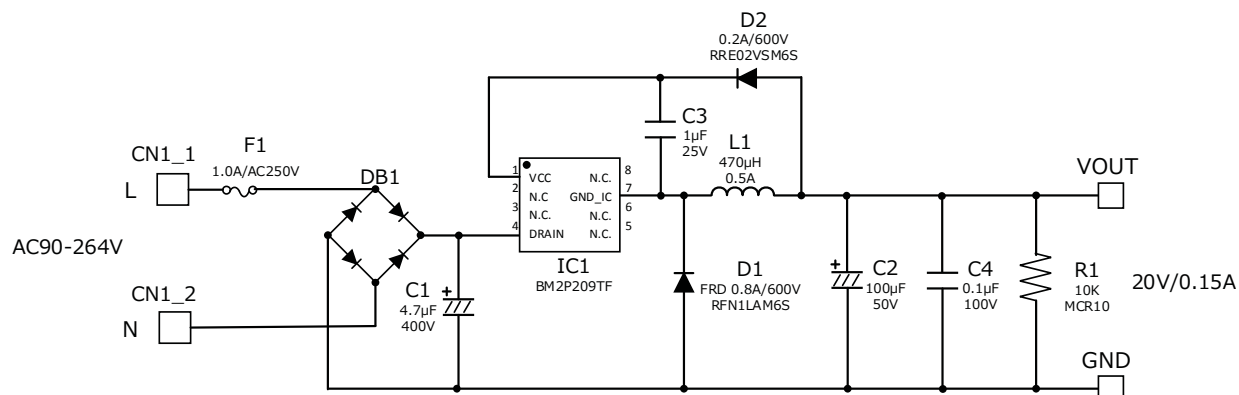 D2
0.2A/600V
RRE02VSM6S
C3
1μF
25V
L1
470μH
0.5A
F1
1.0A/AC250V
CN1_1
L
DB1
VOUT
1 VCC N.C. 8
2 N.C GND_IC 7
3 N.C. N.C. 6
4 DRAIN N.C. 5
IC1
BM2P209TF
AC90-264V
CN1_2
N
C1
4.7μF
400V
D1
FRD 0.8A/600V
RFN1LAM6S
C2
100μF
50V
C4
0.1μF
100V
R1
10K
MCR10
20V/0.15A
GND
+
+